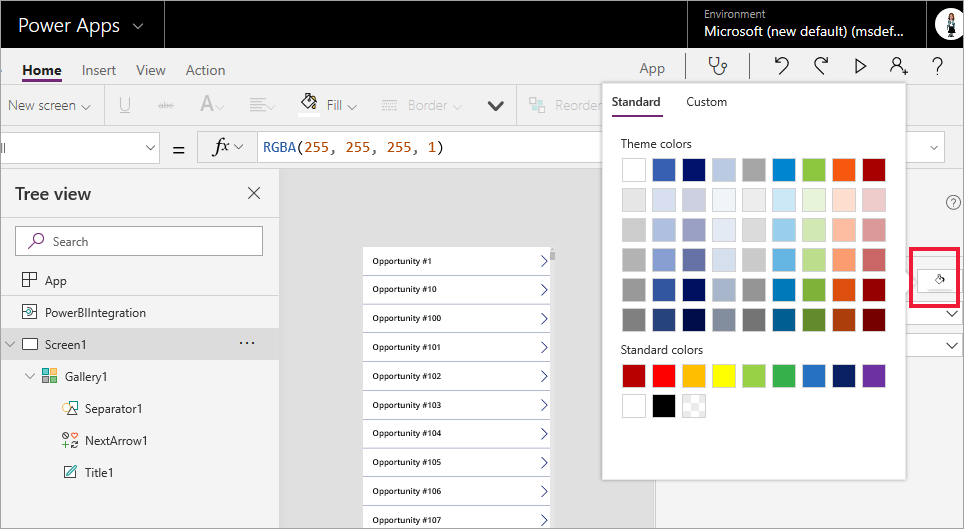 Power Apps
Environment
Microsoft (new default) (msdef...
Home Insert View Action App ?
New screen U abc A Fill Border Reorder
ll = fx RGBA(255, 255, 255, 1)
Standard Custom
Theme colors
Standard colors
?
Tree view
Search
App
PowerBIIntegration
Screen1 ...
Gallery1
Separator1
NextArrow1
Title1
Opportunity #1
Opportunity #10
Opportunity #100
Opportunity #101
Opportunity #102
Opportunity #103
Opportunity #104
Opportunity #105
Opportunity #106
Opportunity #107